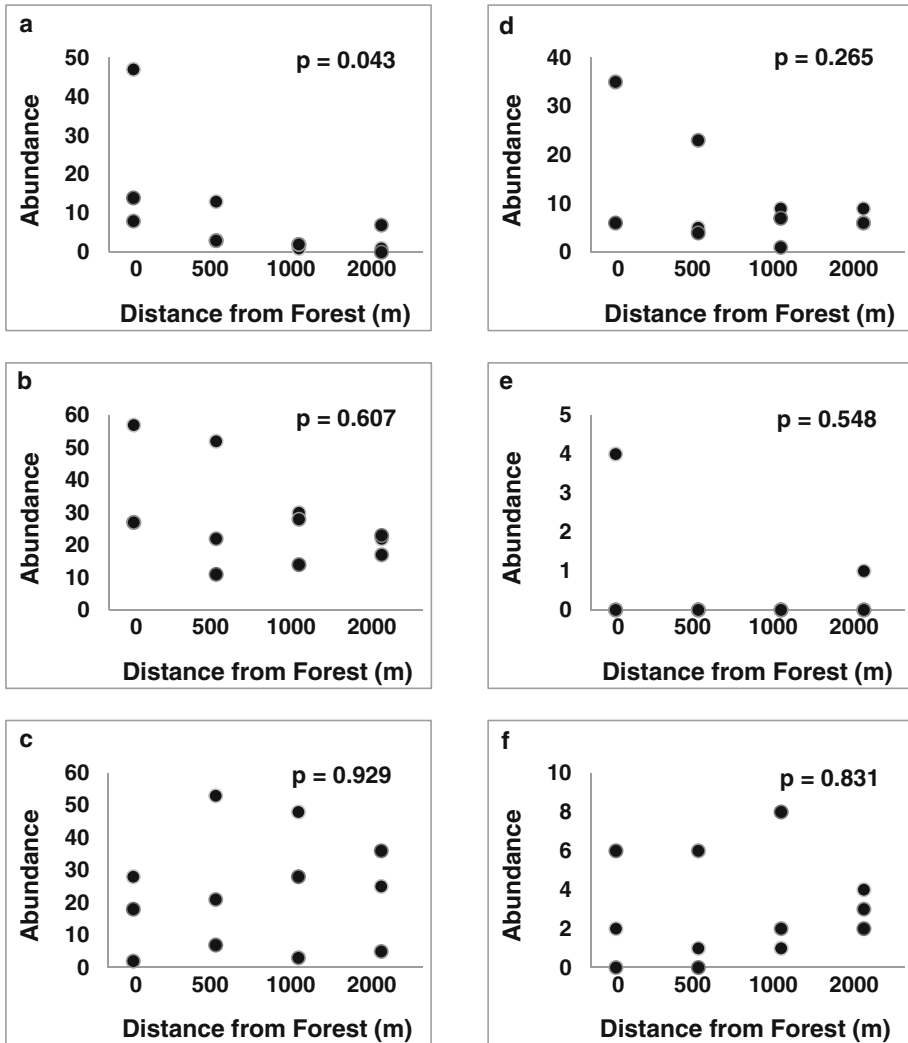 a
p = 0.043
Abundance
50
40
30
20
10
0
0 500 1000 2000
Distance from Forest (m)
b
p = 0.607
Abundance
60
50
40
30
20
10
0
0 500 1000 2000
Distance from Forest (m)
c
p = 0.929
Abundance
60
50
40
30
20
10
0
0 500 1000 2000
Distance from Forest (m)
d
p = 0.265
Abundance
40
30
20
10
0
0 500 1000 2000
Distance from Forest (m)
e
p = 0.548
Abundance
5
4
3
2
1
0
0 500 1000 2000
Distance from Forest (m)
f
p = 0.831
Abundance
10
8
6
4
2
0
0 500 1000 2000
Distance from Forest (m)